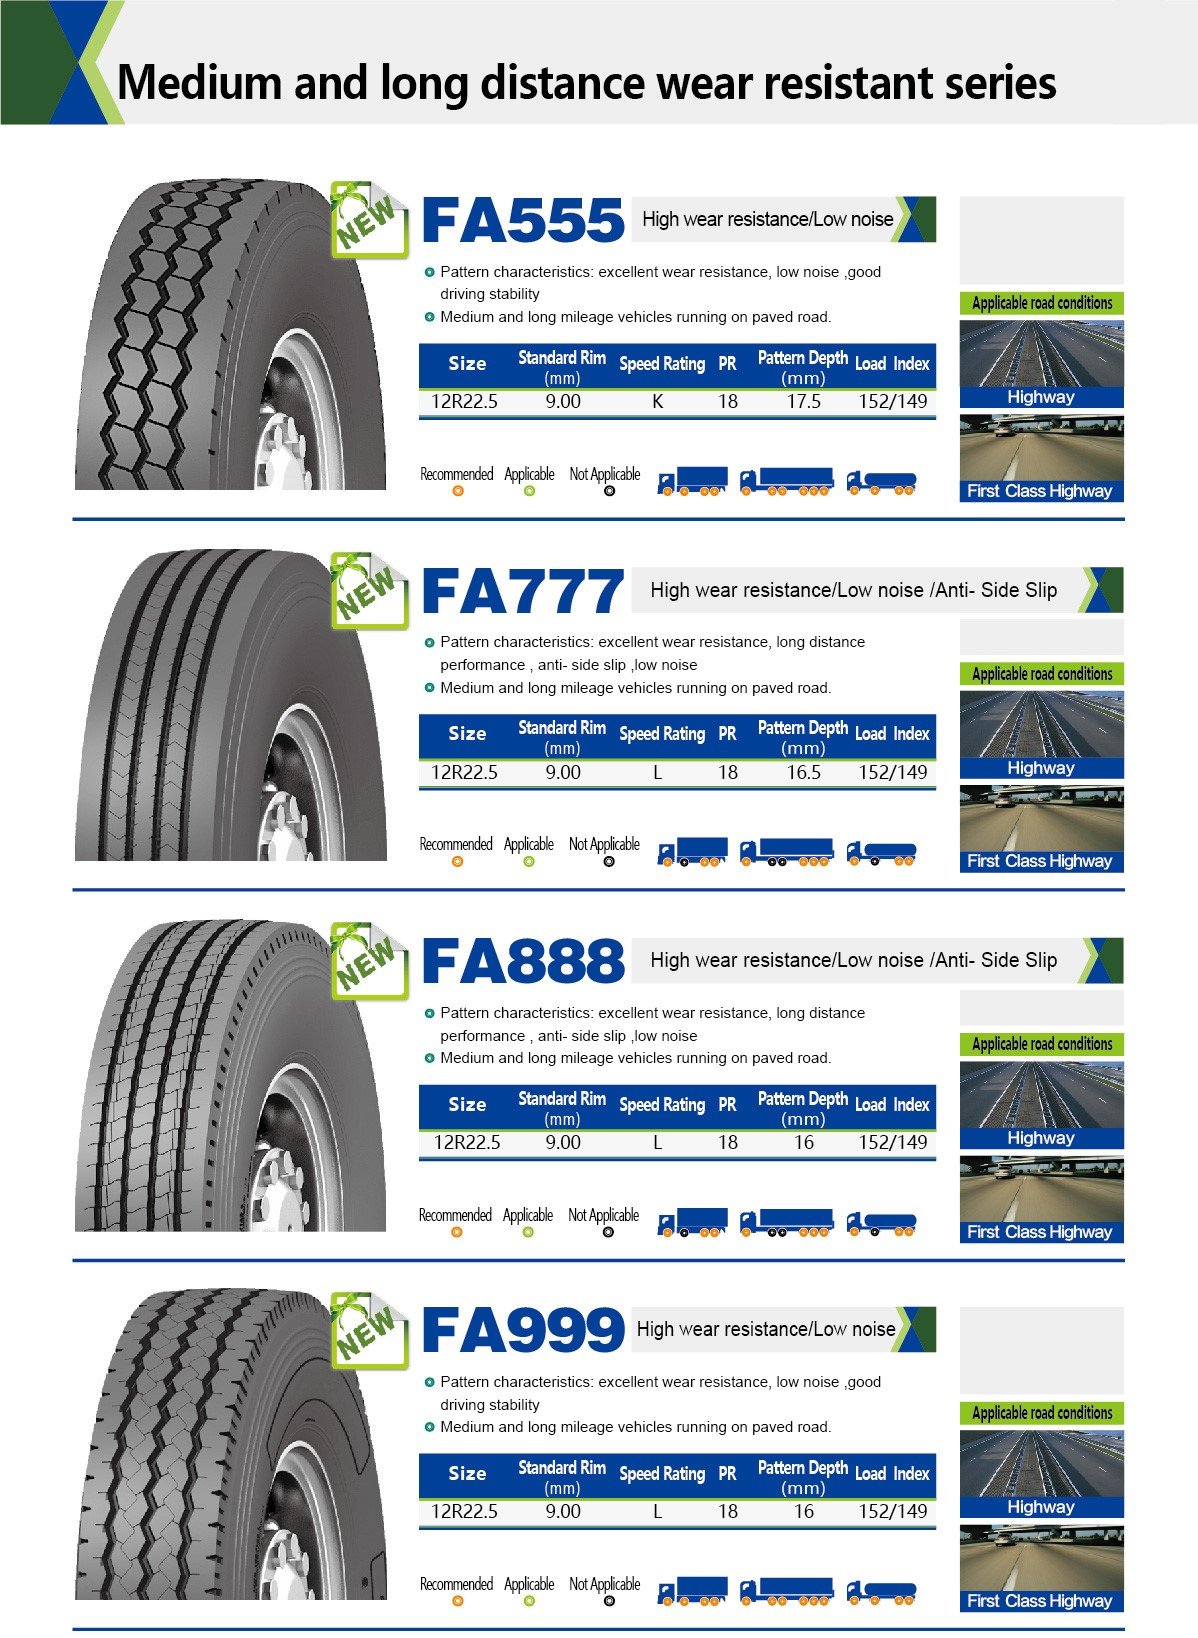 Medium and long distance wear resistant series
NEW
FA555
High wear resistance/Low noise
Pattern characteristics: excellent wear resistance, low noise ,good
driving stability
Medium and long mileage vehicles running on paved road.
Applicable road conditions
Size Standard Rim (mm) Speed Rating PR Pattern Depth (mm) Load Index
12R22.5 9.00 K 18 17.5 152/149
Highway
Recommended Applicable Not Applicable
First Class Highway
NEW
FA777
High wear resistance/Low noise /Anti- Side Slip
Pattern characteristics: excellent wear resistance, long distance
performance , anti- side slip ,low noise
Medium and long mileage vehicles running on paved road.
Applicable road conditions
Size Standard Rim (mm) Speed Rating PR Pattern Depth (mm) Load Index
12R22.5 9.00 L 18 16.5 152/149
Highway
Recommended Applicable Not Applicable
First Class Highway
NEW
FA888
High wear resistance/Low noise /Anti- Side Slip
Pattern characteristics: excellent wear resistance, long distance
performance , anti- side slip ,low noise
Medium and long mileage vehicles running on paved road.
Applicable road conditions
Size Standard Rim (mm) Speed Rating PR Pattern Depth (mm) Load Index
12R22.5 9.00 L 18 16 152/149
Highway
Recommended Applicable Not Applicable
First Class Highway
NEW
FA999
High wear resistance/Low noise
Pattern characteristics: excellent wear resistance, low noise ,good
driving stability
Medium and long mileage vehicles running on paved road.
Applicable road conditions
Size Standard Rim (mm) Speed Rating PR Pattern Depth (mm) Load Index
12R22.5 9.00 L 18 16 152/149
Highway
Recommended Applicable Not Applicable
First Class Highway